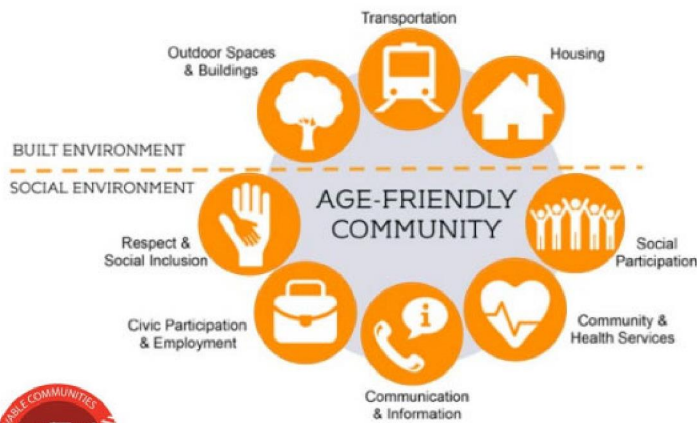 Transportation
Outdoor Spaces
& Buildings
Housing
BUILT ENVIRONMENT
SOCIAL ENVIRONMENT
AGE-FRIENDLY
COMMUNITY
Respect &
Social Inclusion
Social
Participation
Civic Participation
& Employment
Community &
Health Services
Communication
& Information
COMMUNITIES